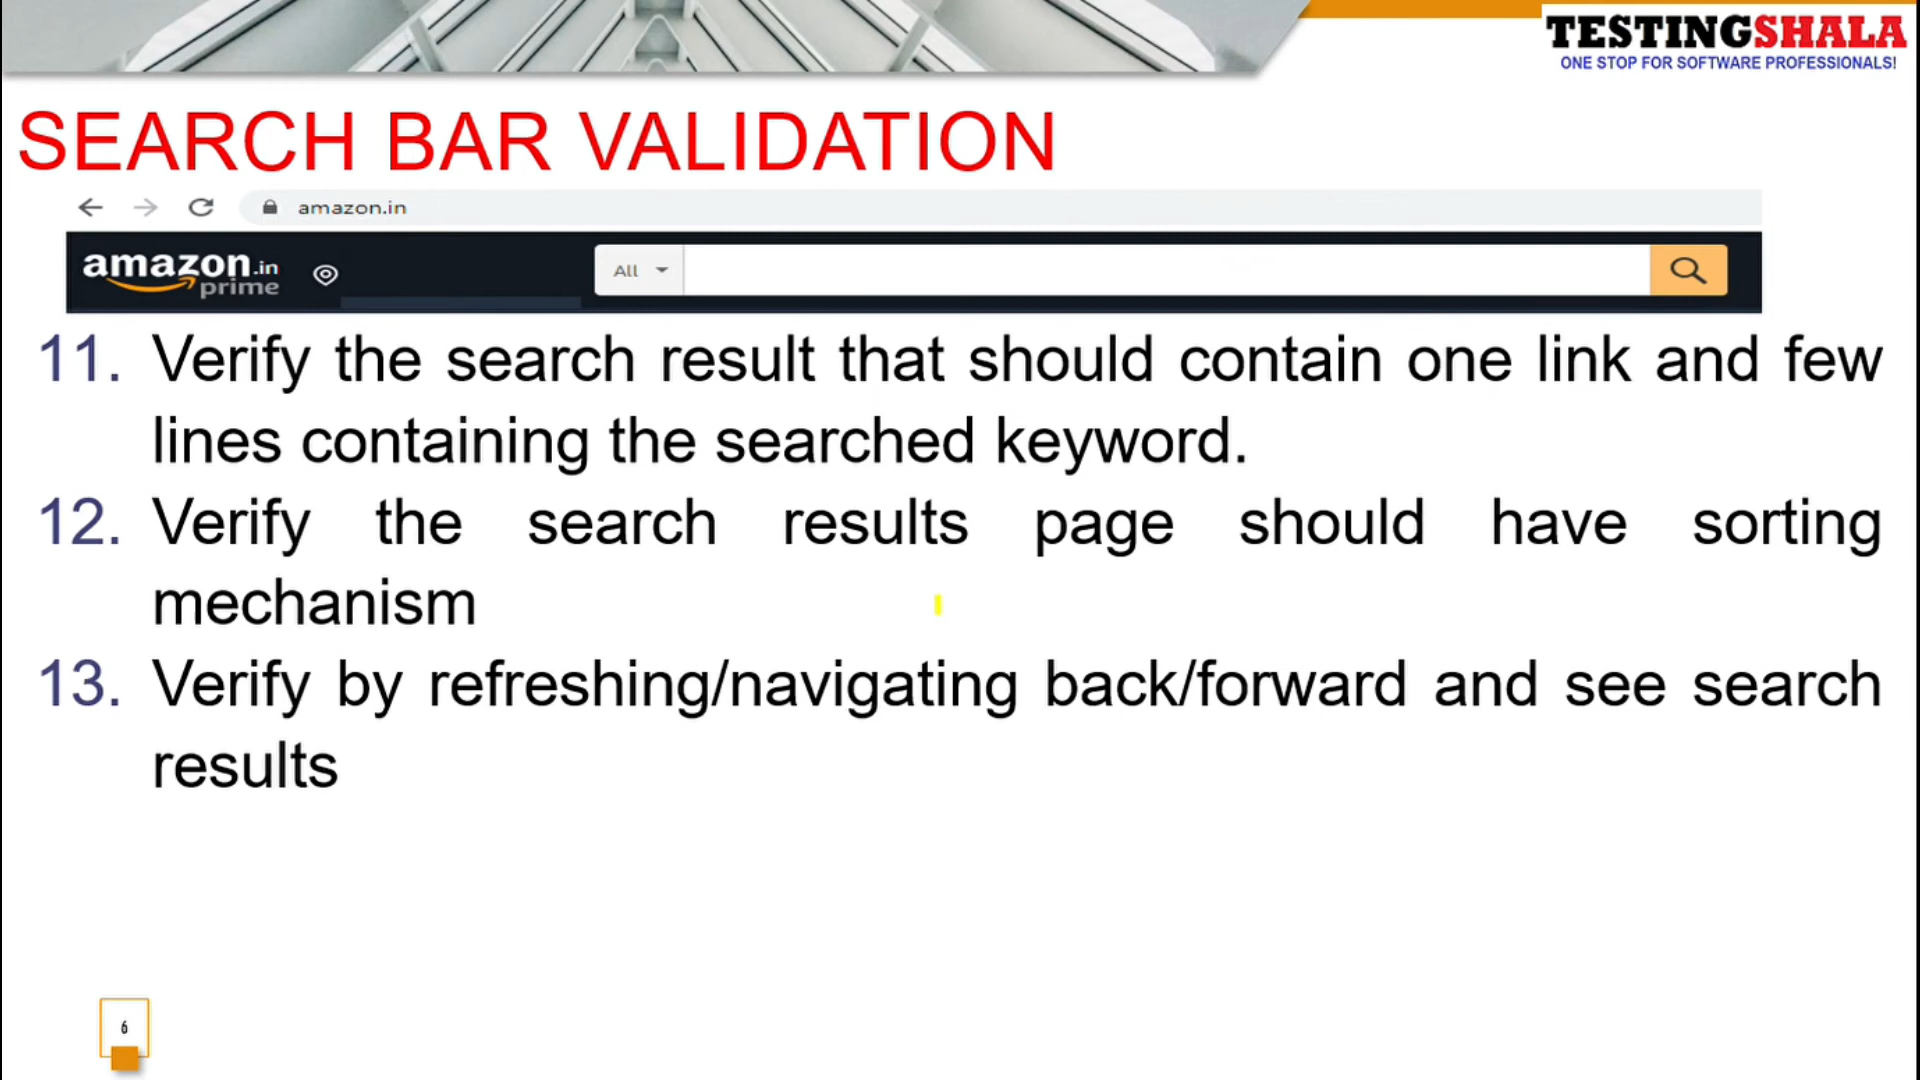 TESTINGSHALA
ONE STOP FOR SOFTWARE PROFESSIONALS!
SEARCH BAR VALIDATION
amazon.in
amazon.in
prime
All
11. Verify the search result that should contain one link and few
lines containing the searched keyword.
12. Verify the search results page should have sorting
mechanism
13. Verify by refreshing/navigating back/forward and see search
results
6